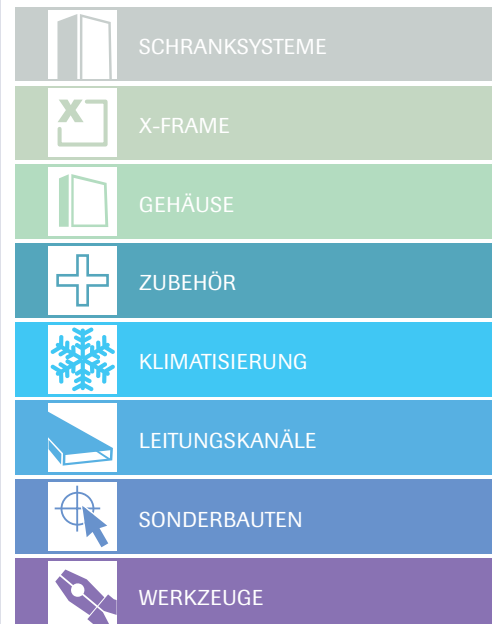 SCHRANKSYSTEME
X-FRAME
GEHÄUSE
ZUBEHÖR
KLIMATISIERUNG
LEITUNGSKANÄLE
SONDERBAUTEN
WERKZEUGE